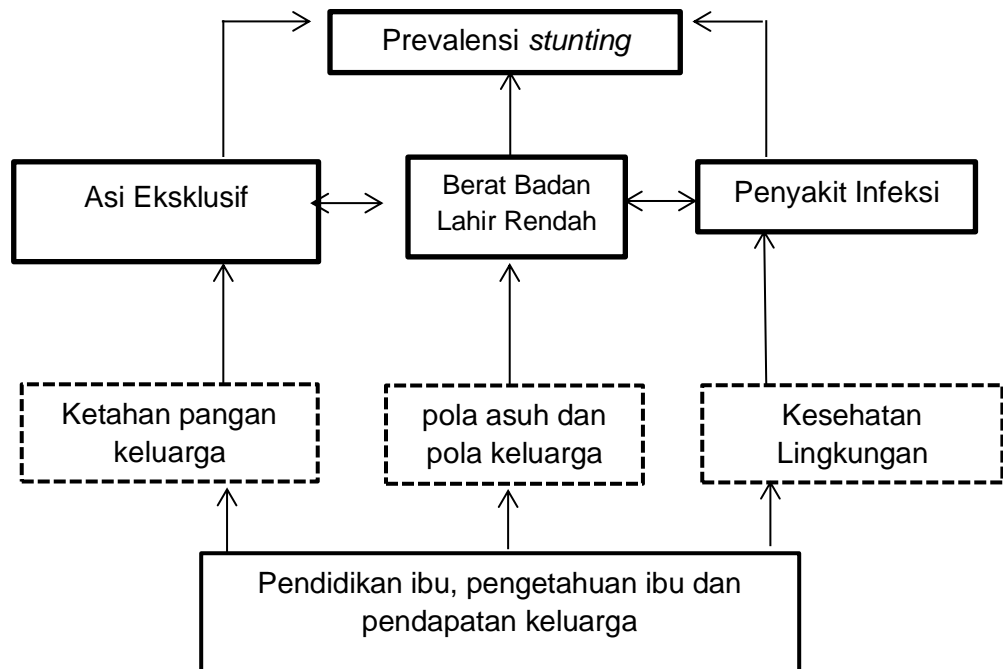 Prevalensi stunting
Asi Eksklusif
Berat Badan
Lahir Rendah
Penyakit Infeksi
Ketahan pangan
keluarga
pola asuh dan
pola keluarga
Kesehatan
Lingkungan
Pendidikan ibu, pengetahuan ibu dan
pendapatan keluarga